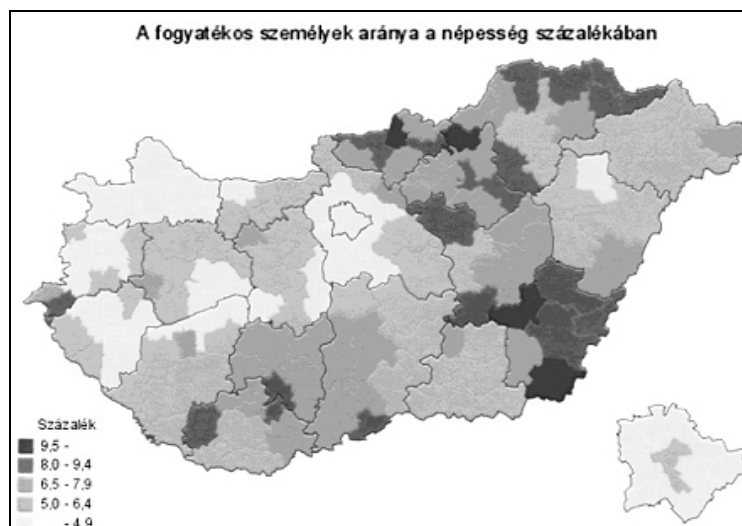 A fogyatékos személyek aránya a népesség százalékában
Százalék
9,5 -
8,0 - 9,4
6,5 - 7,9
5,0 - 6,4
- 4,9